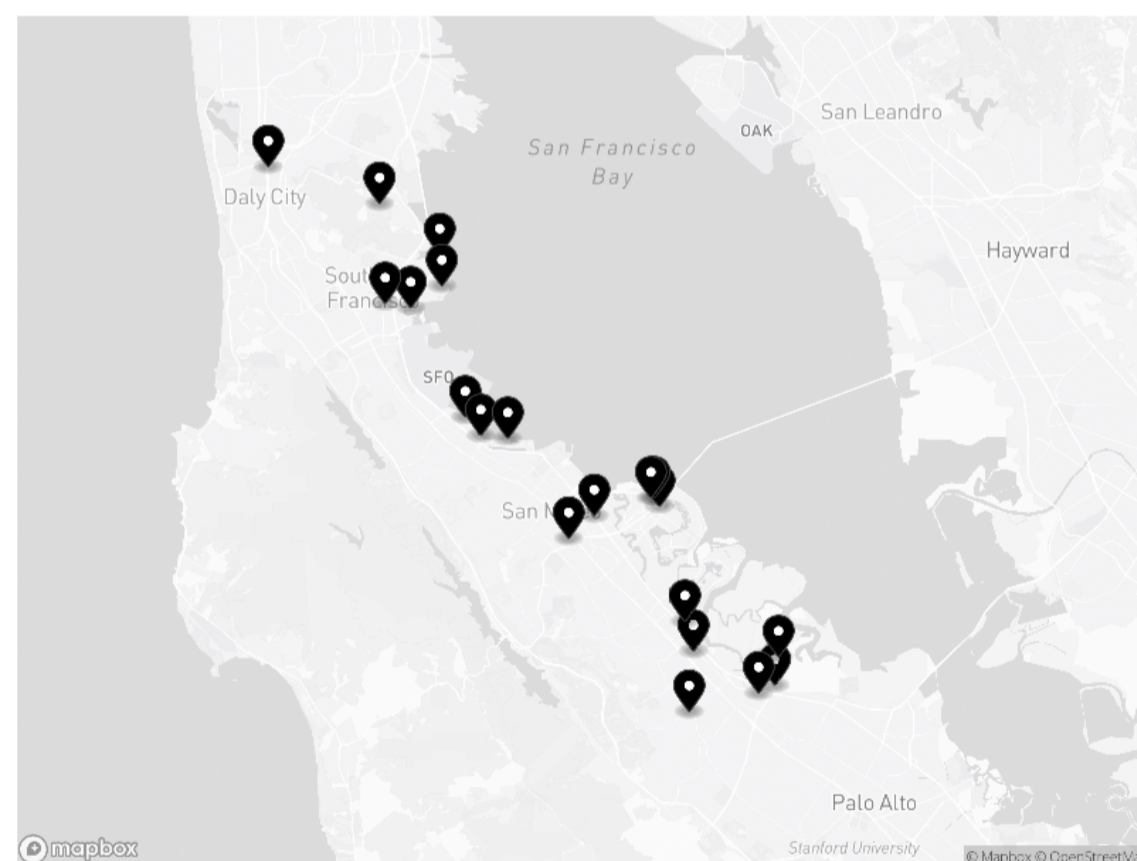 San Leandro
OAK
San Francisco
Bay
Daly City
Hayward
Sout
Francisco
SFO
San M
Palo Alto
Stanford University
mapbox
© Mapbox © OpenStreetM